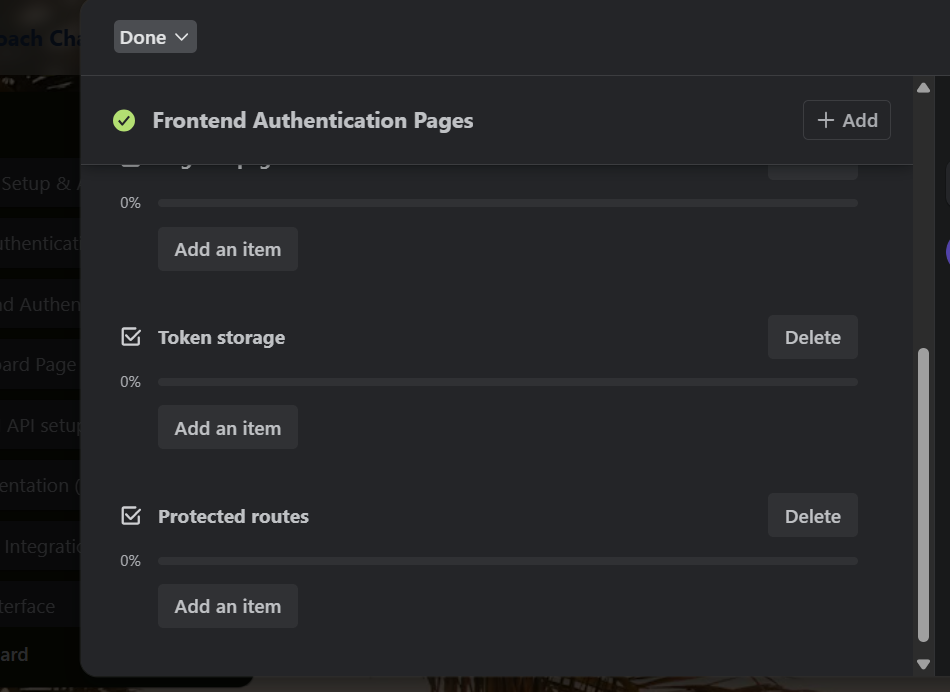 Done
Frontend Authentication Pages
+ Add
0%
Add an item
Token storage
Delete
0%
Add an item
Protected routes
Delete
0%
Add an item
oach Cha
Setup & A
uthenticat
nd Authen
oard Page
API setup
entation (
Integratio
terface
ard